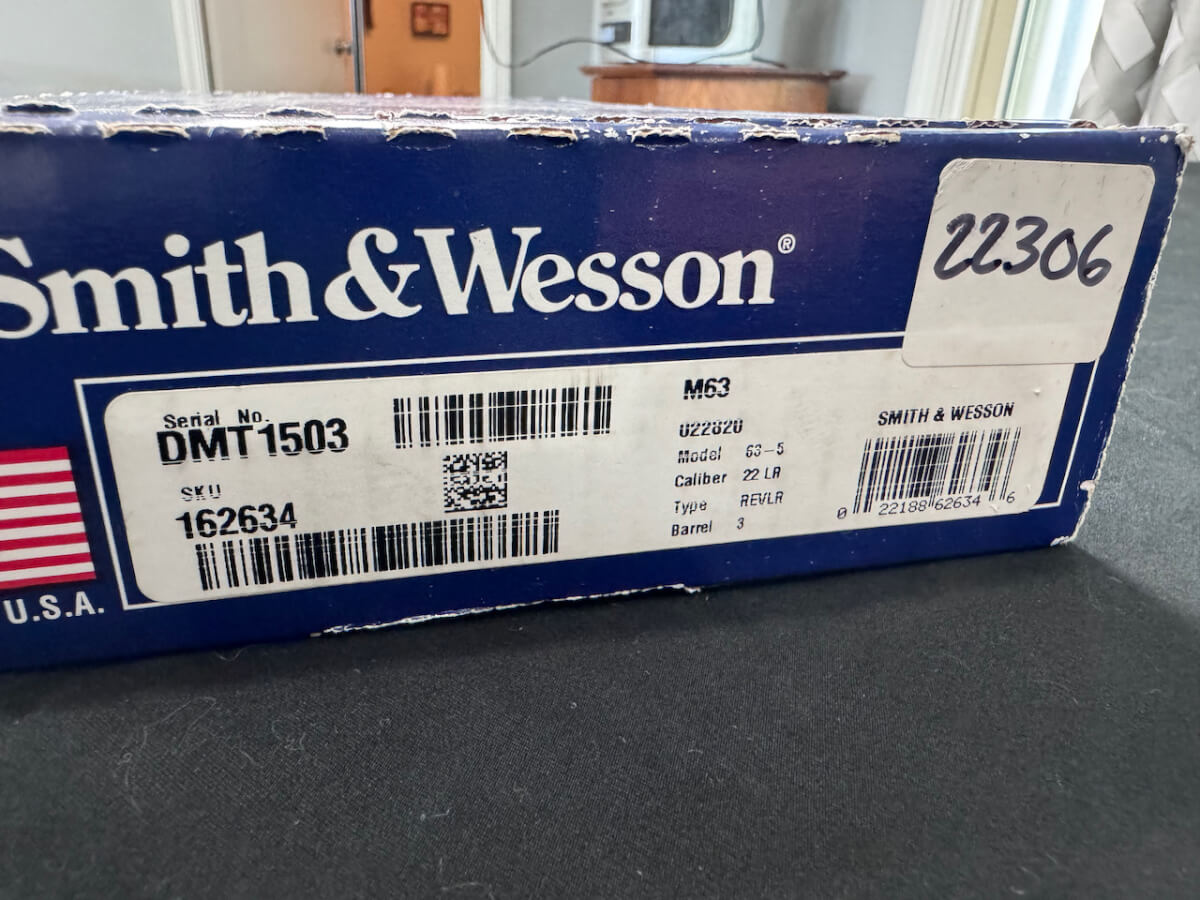 Smith & Wesson®
22306
Serial No.
DMT1503
SKU
162634
M63
022820
Model 63-5
Caliber 22 LR
Type REVLR
Barrel 3
SMITH & WESSON
0 22188 62634 6
U.S.A.